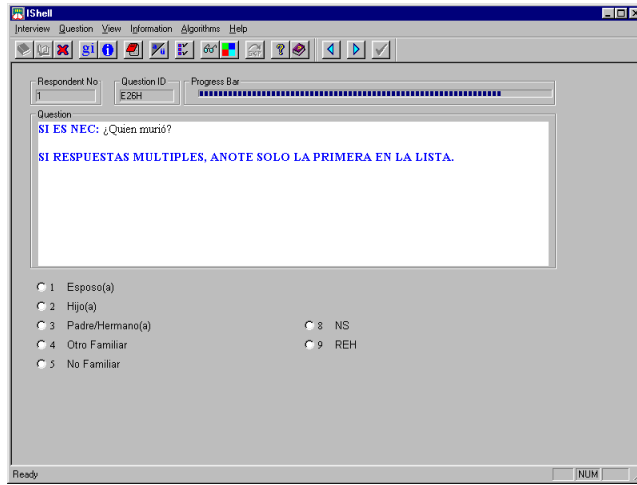 IShell
Interview Question View Information Algorithms Help
Respondent No Question ID Progress Bar
1 E26H
Question
SI ES NEC: ¿Quien murió?
SI RESPUESTAS MULTIPLES, ANOTE SOLO LA PRIMERA EN LA LISTA.
1 Esposo(a)
2 Hijo(a)
3 Padre/Hermano(a) 8 NS
4 Otro Familiar 9 REH
5 No Familiar
Ready NUM